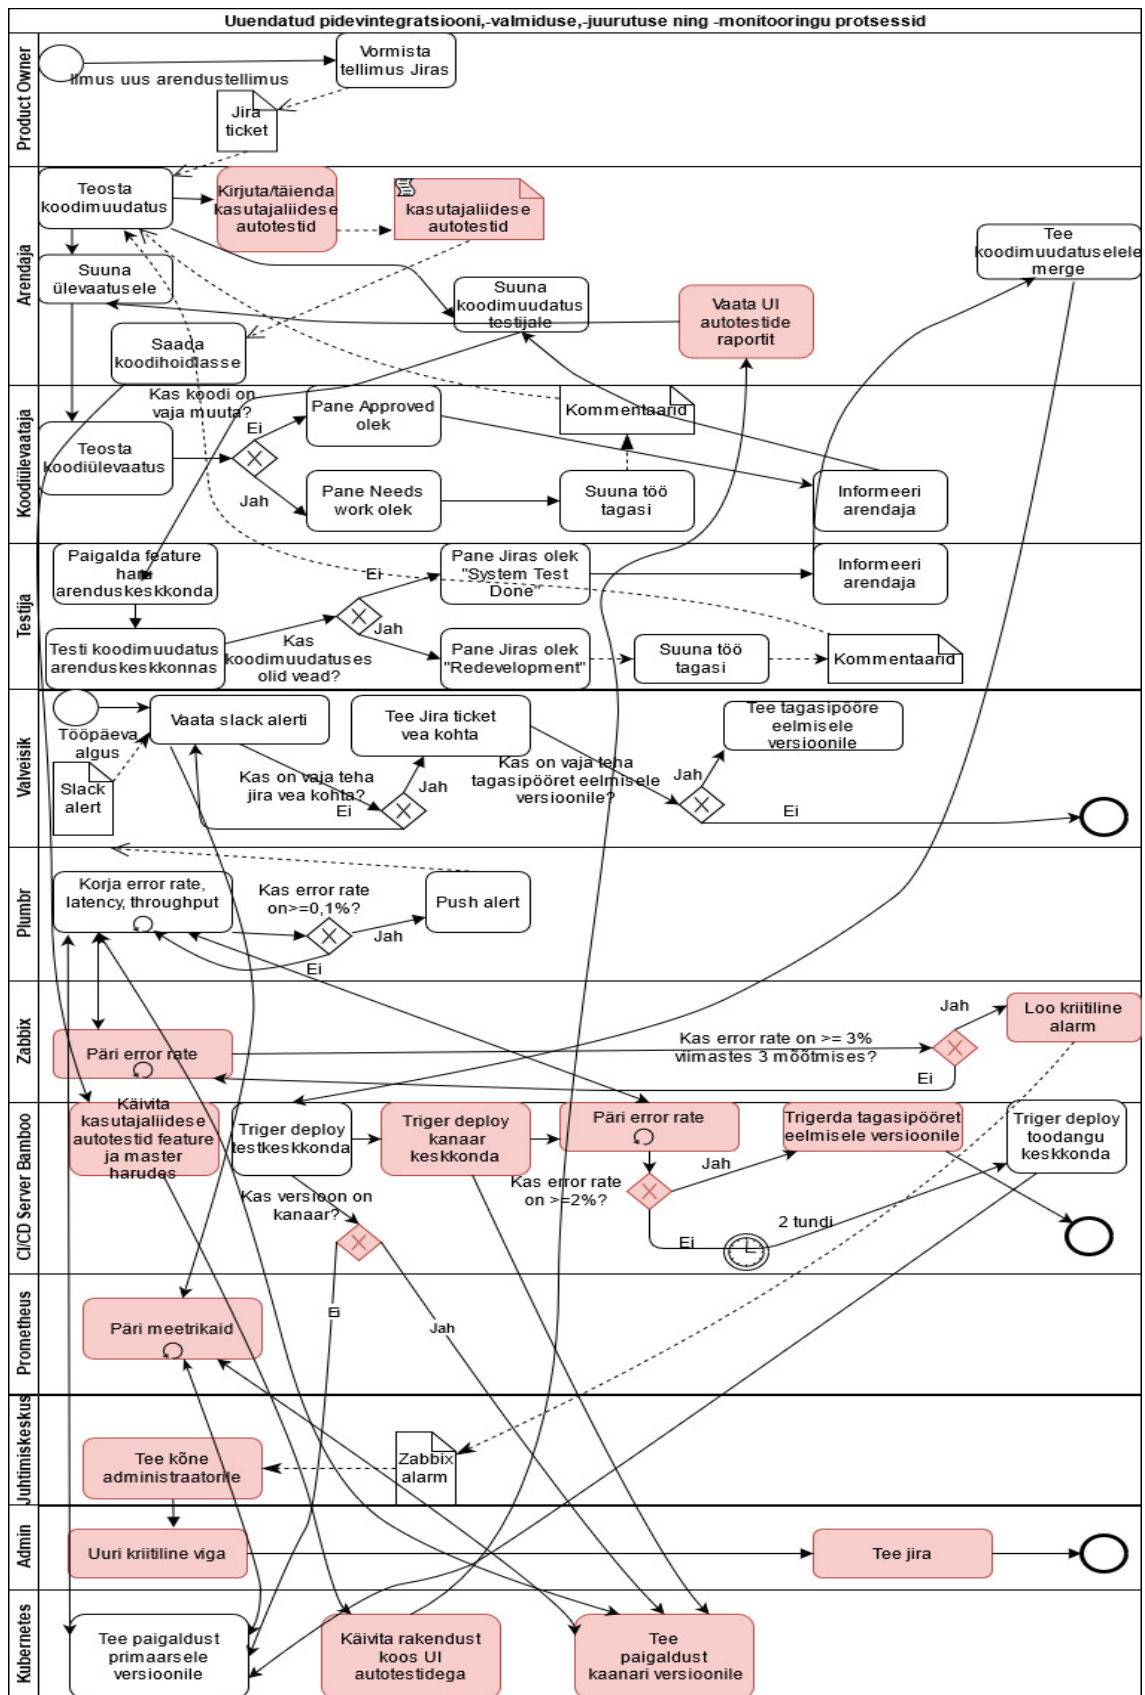 Uuendatud pidevintegratsiooni,-valmiduse,-juurutuse ning -monitooringu protsessid
Product Owner
Ilmus uus arendustellimus
Vormista
tellimus Jiras
Jira
ticket
Arendaja
Teosta
koodimuudatus
Kirjuta/täienda
kasutajaliidese
autotestid
kasutajaliidese
autotestid
Tee
koodimuudatuselele
merge
Suuna
ülevaatusele
Suuna
koodimuudatus
testijale
Vaata UI
autotestide
raportit
Saada
koodihoidlasse
Koodiülevaataja
Kas koodi on
vaja muuta?
Ei
Jah
Teosta
koodiülevaatus
Pane Approved
olek
Kommentaarid
Pane Needs
work olek
Suuna töö
tagasi
Informeeri
arendaja
Testija
Paigalda feature
haru
arenduskeskkonda
Ei
Pane Jiras olek
"System Test
Done"
Informeeri
arendaja
Testi koodimuudatus
arenduskeskkonnas
Kas
koodimuudatuses
olid vead?
Jah
Pane Jiras olek
"Redevelopment"
Suuna töö
tagasi
Kommentaarid
Valveisik
Tööpäeva
algus
Vaata slack alerti
Tee Jira ticket
vea kohta
Tee tagasipööre
eelmisele
versioonile
Slack
alert
Kas on vaja teha
jira vea kohta?
Ei
Jah
Kas on vaja teha
tagasipööret eelmisele
versioonile?
Jah
Ei
Plumbr
Korja error rate,
latency, throughput
Kas error rate
on>=0,1%?
Jah
Ei
Push alert
Zabbix
Päri error rate
Kas error rate on >= 3%
viimastes 3 mõõtmises?
Jah
Ei
Loo kriitiline
alarm
CI/CD Server Bamboo
Käivita
kasutajaliidese
autotestid feature
ja master
harudes
Triger deploy
testkeskkonda
Triger deploy
kanaar
keskkonda
Päri error rate
Trigerda tagasipööret
eelmisele versioonile
Triger deploy
toodangu
keskkonda
Kas versioon on
kanaar?
Kas error rate
on >=2%?
Jah
Ei
2 tundi
Ei
Jah
Prometheus
Päri meetrikaid
Juhtimiskeskus
Tee kõne
administraatorile
Zabbix
alarm
Admin
Uuri kriitiline viga
Tee jira
Kubernetes
Tee paigaldust
primaarsele
versioonile
Käivita rakendust
koos UI
autotestidega
Tee
paigaldust
kaanari versioonile